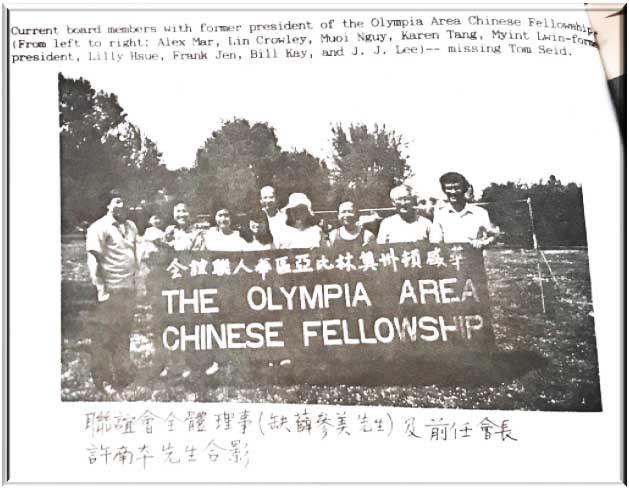 Current board members with former president of the Olympia Area Chinese Fellowship.
(From left to right: Alex Mar, Lin Crowley, Muoi Nguy, Karen Tang, Myint Lwin-former
president, Lilly Hsue, Frank Jen, Bill Kay, and J. J. Lee)-- missing Tom Seid.
華盛頓州奧林比亞區華人聯誼会
THE OLYMPIA AREA
CHINESE FELLOWSHIP
聯誼會全體理事(缺薛參美先生)及前任會長
許南本先生合影